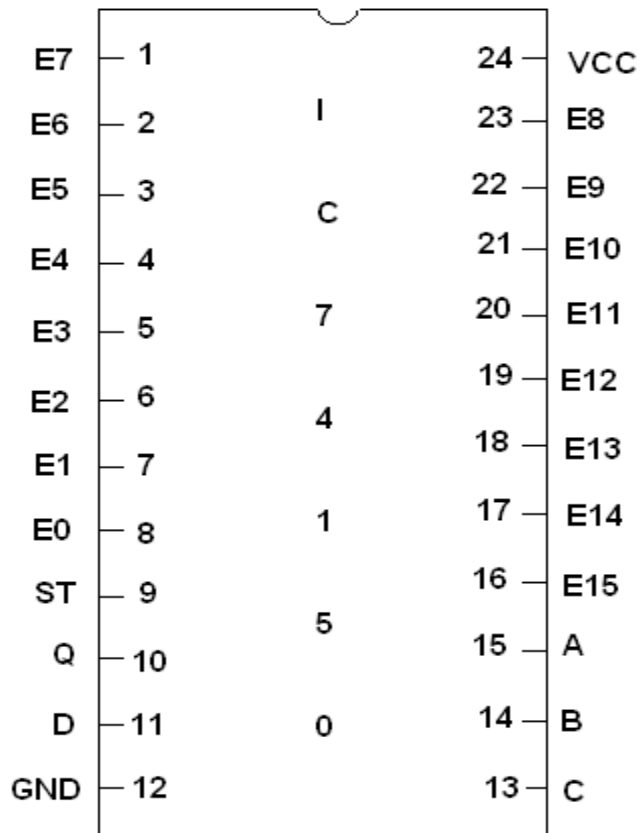 E7 1 24 VCC
E6 2 I 23 E8
E5 3 C 22 E9
E4 4 21 E10
E3 5 7 20 E11
E2 6 4 19 E12
E1 7 18 E13
E0 8 1 17 E14
ST 9 5 16 E15
Q 10 15 A
D 11 0 14 B
GND 12 13 C